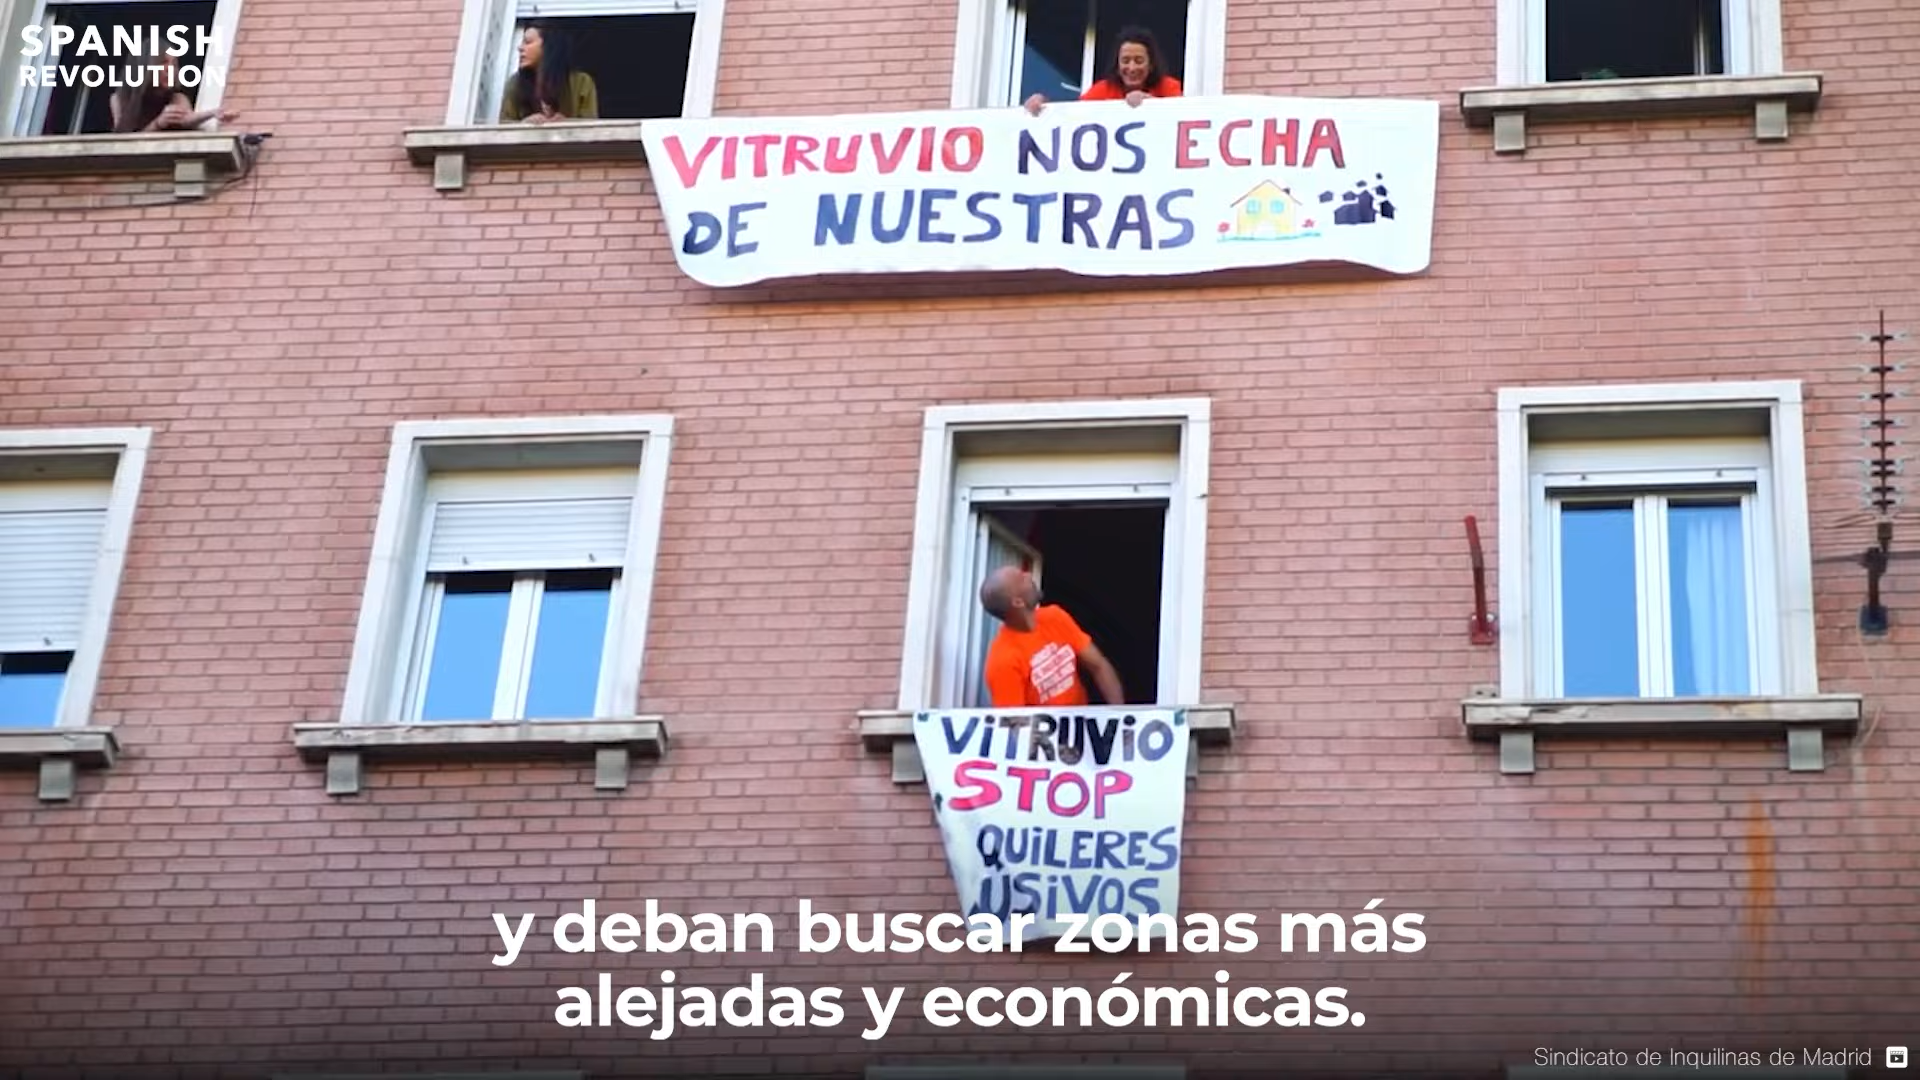 SPANISH
REVOLUTION
VITRUVIO NOS ECHA
DE NUESTRAS
VITRUVIO
STOP
QUILERES
USIVOS
y deban buscar zonas más
alejadas y económicas.
Sindicato de Inquilinas de Madrid